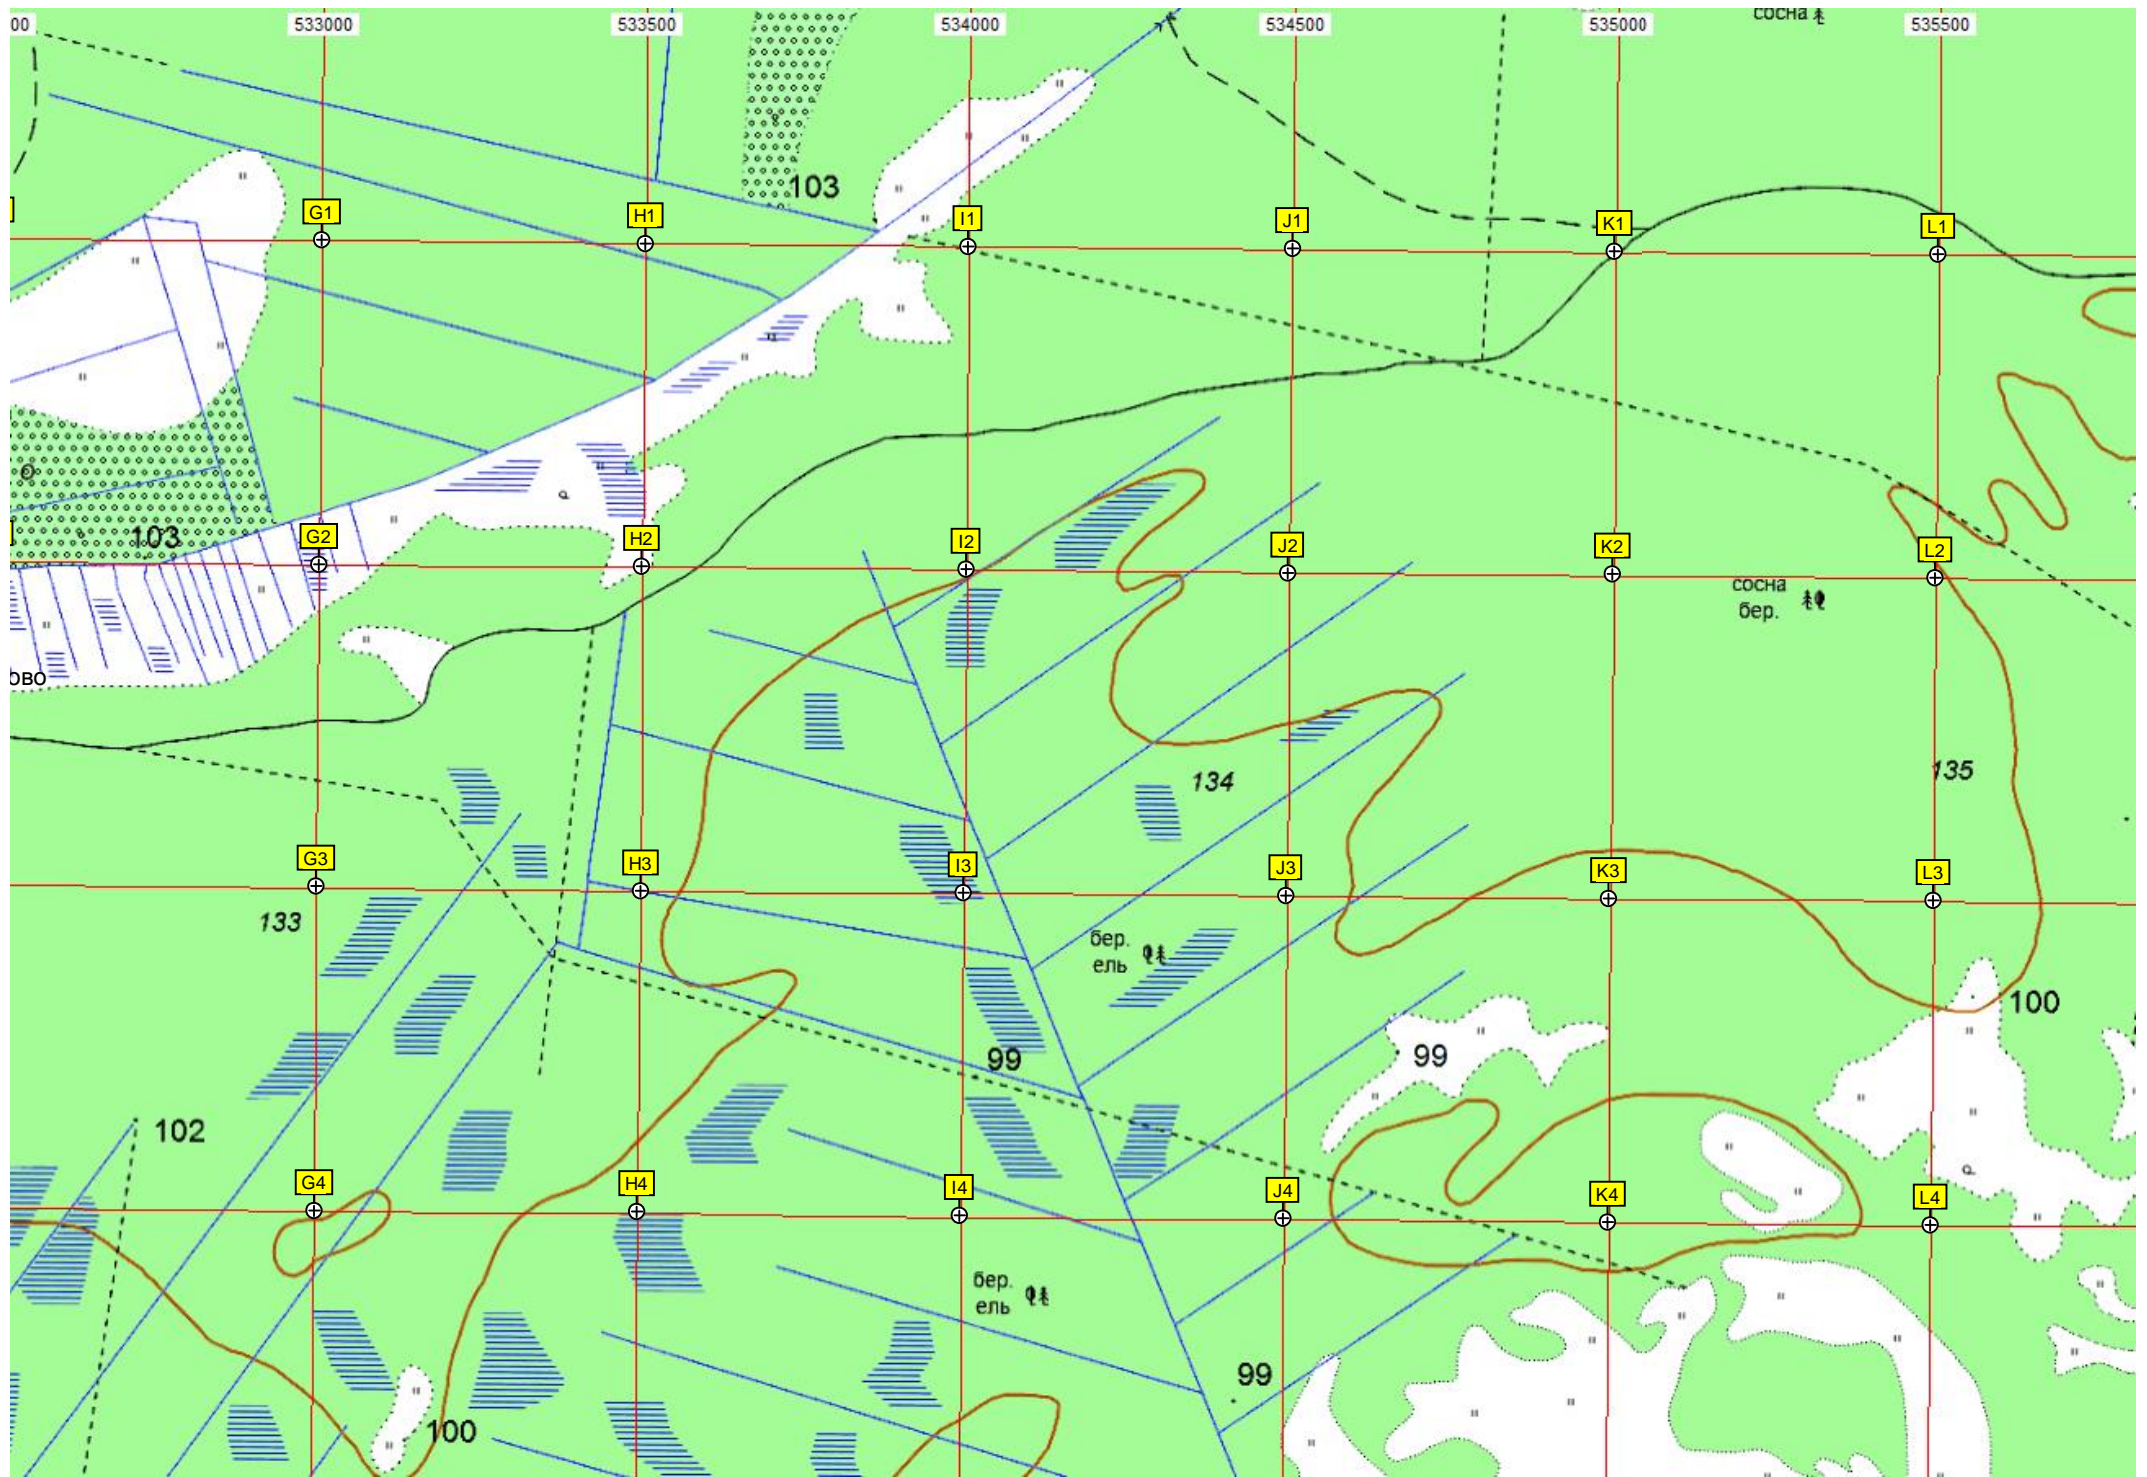 00 533000 533500 534000 534500 535000 535500
сосна
103
G1 H1 I1 J1 K1 L1
103
G2 H2 I2 J2 K2 L2
сосна
бер.
ово
134 135
G3 H3 I3 J3 K3 L3
133
бер.
ель
100
99 99
102
G4 H4 I4 J4 K4 L4
бер.
ель
99
100